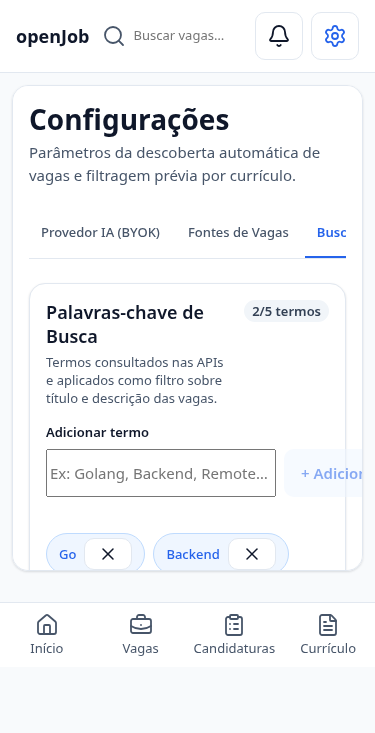 openJob
Buscar vagas...
Configurações
Parâmetros da descoberta automática de
vagas e filtragem prévia por currículo.
Provedor IA (BYOK) Fontes de Vagas Busc
Palavras-chave de
Busca
2/5 termos
Termos consultados nas APIs
e aplicados como filtro sobre
título e descrição das vagas.
Adicionar termo
Ex: Golang, Backend, Remote...
+ Adicior
Go Backend
Início Vagas Candidaturas Currículo